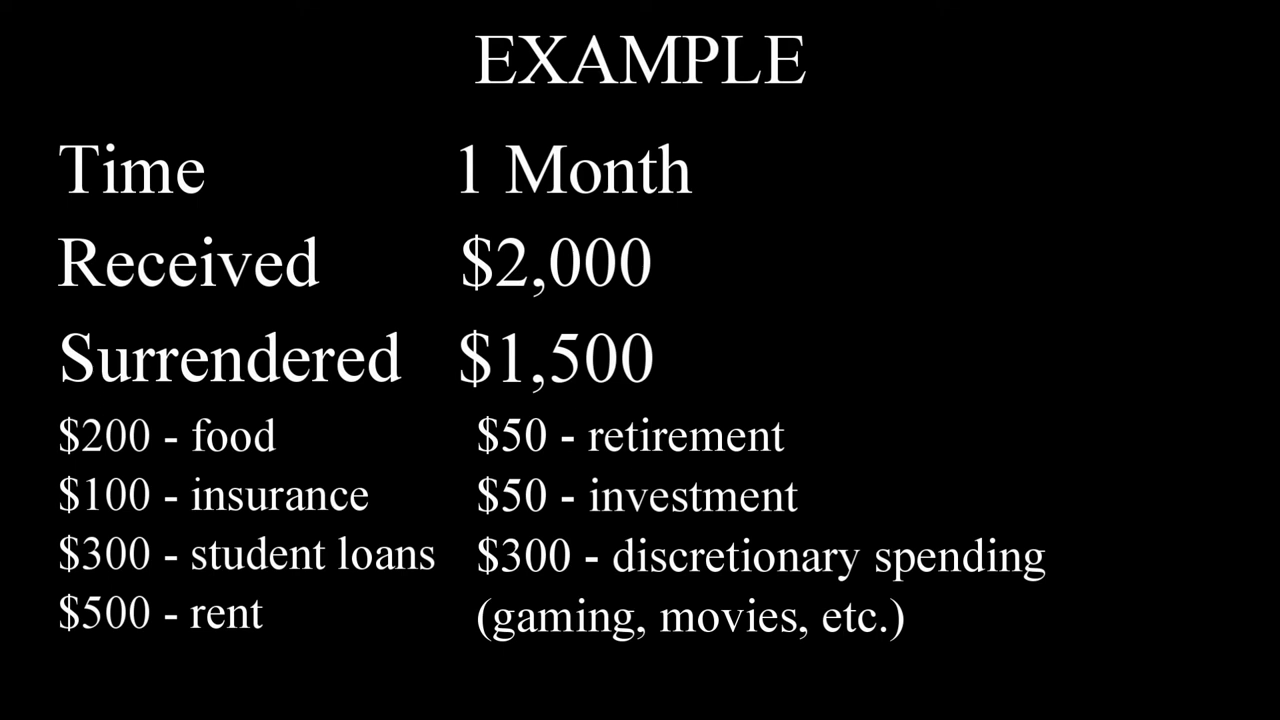 EXAMPLE
Time 1 Month
Received $2,000
Surrendered $1,500
$200 - food
$100 - insurance
$300 - student loans
$500 - rent
$50 - retirement
$50 - investment
$300 - discretionary spending
(gaming, movies, etc.)